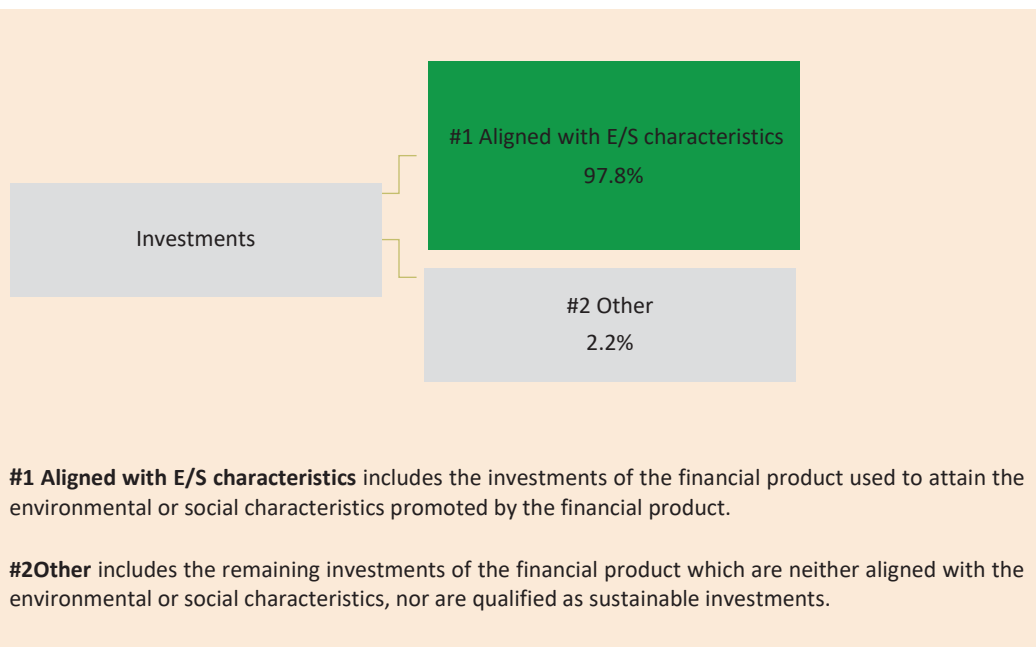 #1 Aligned with E/S characteristics
97.8%
Investments
#2 Other
2.2%
#1 Aligned with E/S characteristics includes the investments of the financial product used to attain the
environmental or social characteristics promoted by the financial product.
#2Other includes the remaining investments of the financial product which are neither aligned with the
environmental or social characteristics, nor are qualified as sustainable investments.